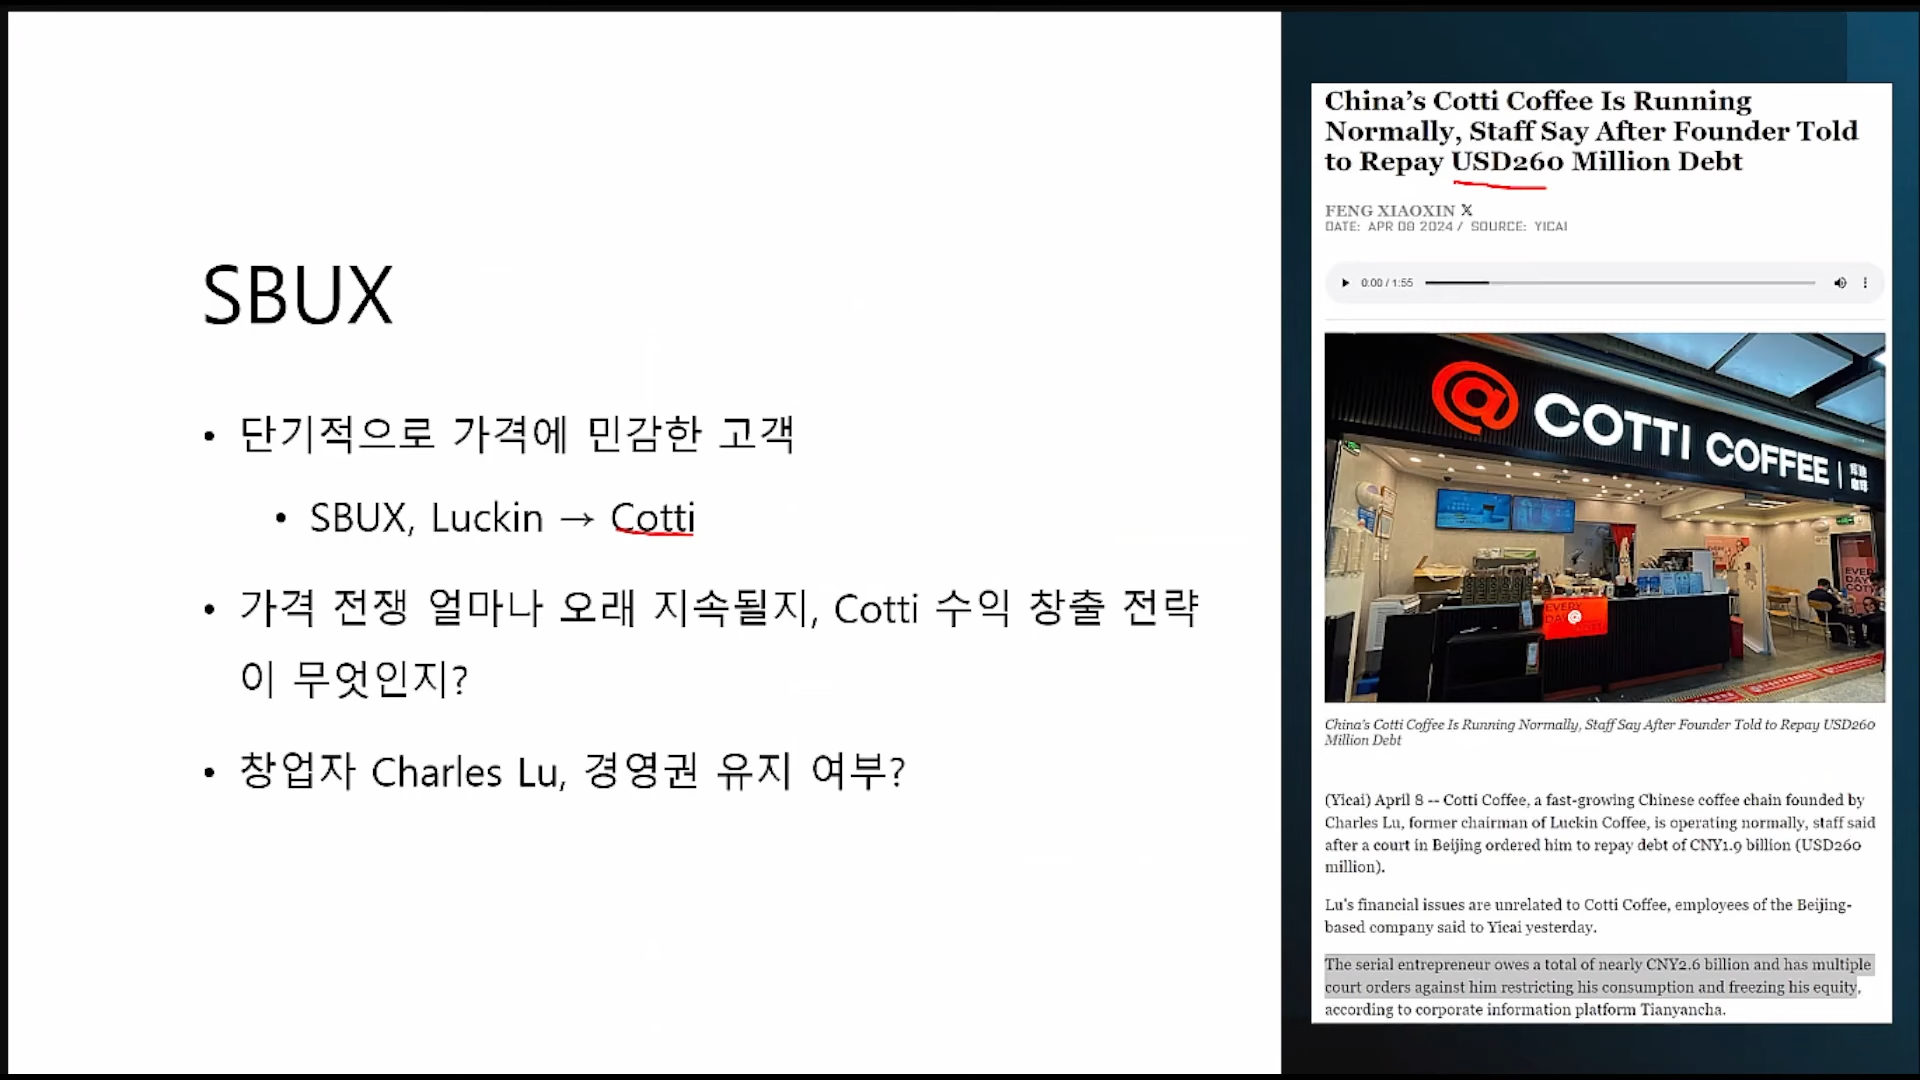 SBUX
• 단기적으로 가격에 민감한 고객
• SBUX, Luckin → Cotti
• 가격 전쟁 얼마나 오래 지속될지, Cotti 수익 창출 전략
이 무엇인지?
• 창업자 Charles Lu, 경영권 유지 여부?
China's Cotti Coffee Is Running
Normally, Staff Say After Founder Told
to Repay USD260 Million Debt
FENG XIAOXIN X
DATE: APR 08 2024 / SOURCE: YICAI
0:00 / 1:55
@ COTTI COFFEE
China's Cotti Coffee Is Running Normally, Staff Say After Founder Told to Repay USD260
Million Debt
(Yicai) April 8 -- Cotti Coffee, a fast-growing Chinese coffee chain founded by
Charles Lu, former chairman of Luckin Coffee, is operating normally, staff said
after a court in Beijing ordered him to repay debt of CNY1.9 billion (USD260
million).
Lu's financial issues are unrelated to Cotti Coffee, employees of the Beijing-
based company said to Yicai yesterday.
The serial entrepreneur owes a total of nearly CNY2.6 billion and has multiple
court orders against him restricting his consumption and freezing his equity,
according to corporate information platform Tianyancha.